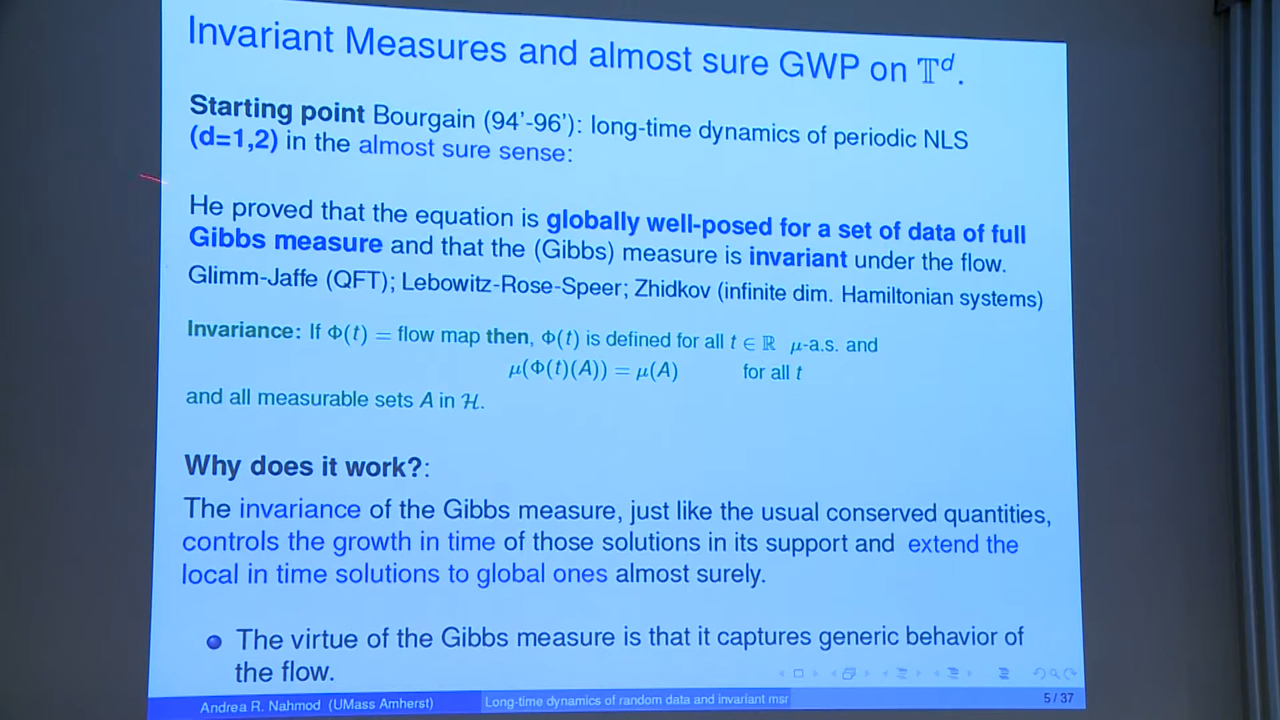 Invariant Measures and almost sure GWP on 𝕋ᵈ.
Starting point Bourgain (94'-96'): long-time dynamics of periodic NLS
(d=1,2) in the almost sure sense:
He proved that the equation is globally well-posed for a set of data of full
Gibbs measure and that the (Gibbs) measure is invariant under the flow.
Glimm-Jaffe (QFT); Lebowitz-Rose-Speer; Zhidkov (infinite dim. Hamiltonian systems)
Invariance: If Φ(t) = flow map then, Φ(t) is defined for all t ∈ ℝ μ-a.s. and
μ(Φ(t)(A)) = μ(A) for all t
and all measurable sets A in ℋ.
Why does it work?:
The invariance of the Gibbs measure, just like the usual conserved quantities,
controls the growth in time of those solutions in its support and extend the
local in time solutions to global ones almost surely.
The virtue of the Gibbs measure is that it captures generic behavior of
the flow.
Andrea R. Nahmod (UMass Amherst) Long-time dynamics of random data and invariant msr 5 / 37